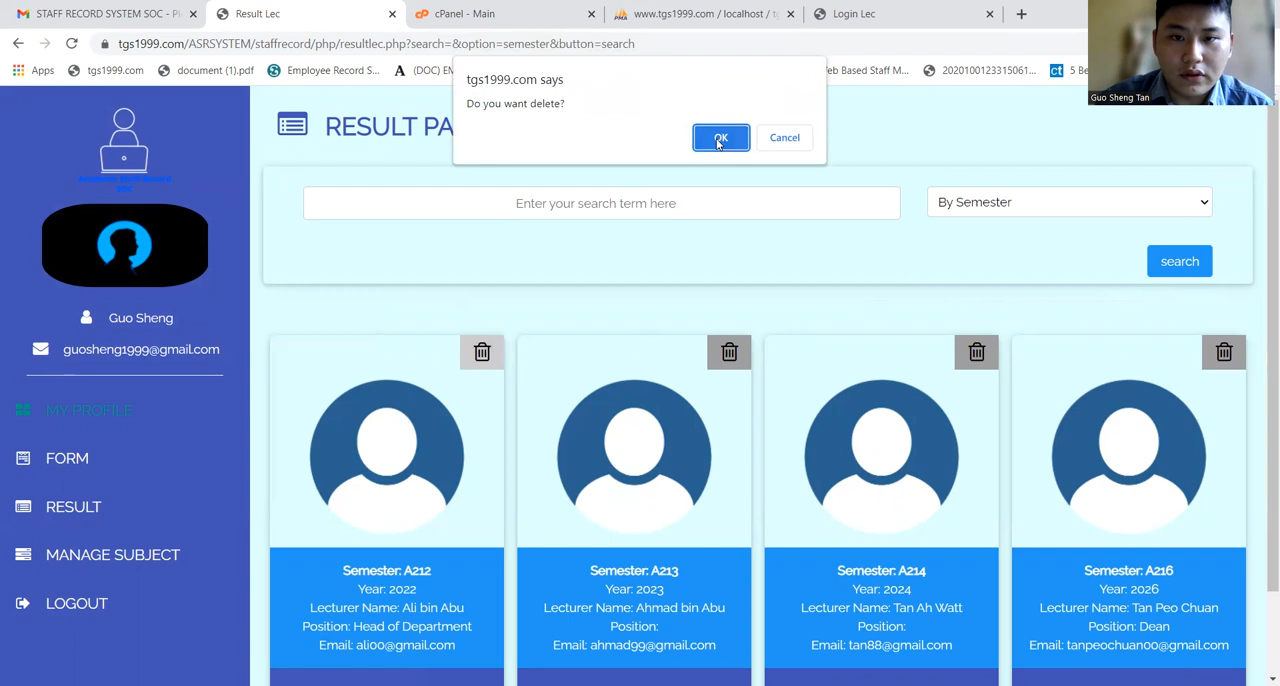 STAFF RECORD SYSTEM SOC - Pl
Result Lec
cPanel - Main
www.tgs1999.com / localhost / tg
Login Lec
tgs1999.com/ASRSYSTEM/staffrecord/php/resultlec.php?search=&option=semester&button=search
Apps
tgs1999.com
document (1).pdf
Employee Record S...
(DOC) EM
Web Based Staff M...
2020100123315061...
5 Be
Guo Sheng Tan
tgs1999.com says
Do you want delete?
OK
Cancel
RESULT PA
Enter your search term here
By Semester
search
SOC
Guo Sheng
guosheng1999@gmail.com
MY PROFILE
FORM
RESULT
MANAGE SUBJECT
LOGOUT
Semester: A212
Year: 2022
Lecturer Name: Ali bin Abu
Position: Head of Department
Email: ali00@gmail.com
Semester: A213
Year: 2023
Lecturer Name: Ahmad bin Abu
Position:
Email: ahmad99@gmail.com
Semester: A214
Year: 2024
Lecturer Name: Tan Ah Watt
Position:
Email: tan88@gmail.com
Semester: A216
Year: 2026
Lecturer Name: Tan Peo Chuan
Position: Dean
Email: tanpeochuan00@gmail.com